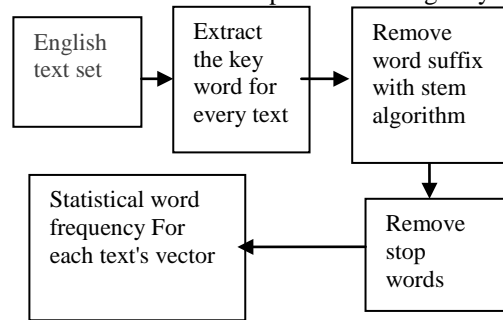 English
text set
Extract
the key
word for
every text
Remove
word suffix
with stem
algorithm
Remove
stop
words
Statistical word
frequency For
each text's vector